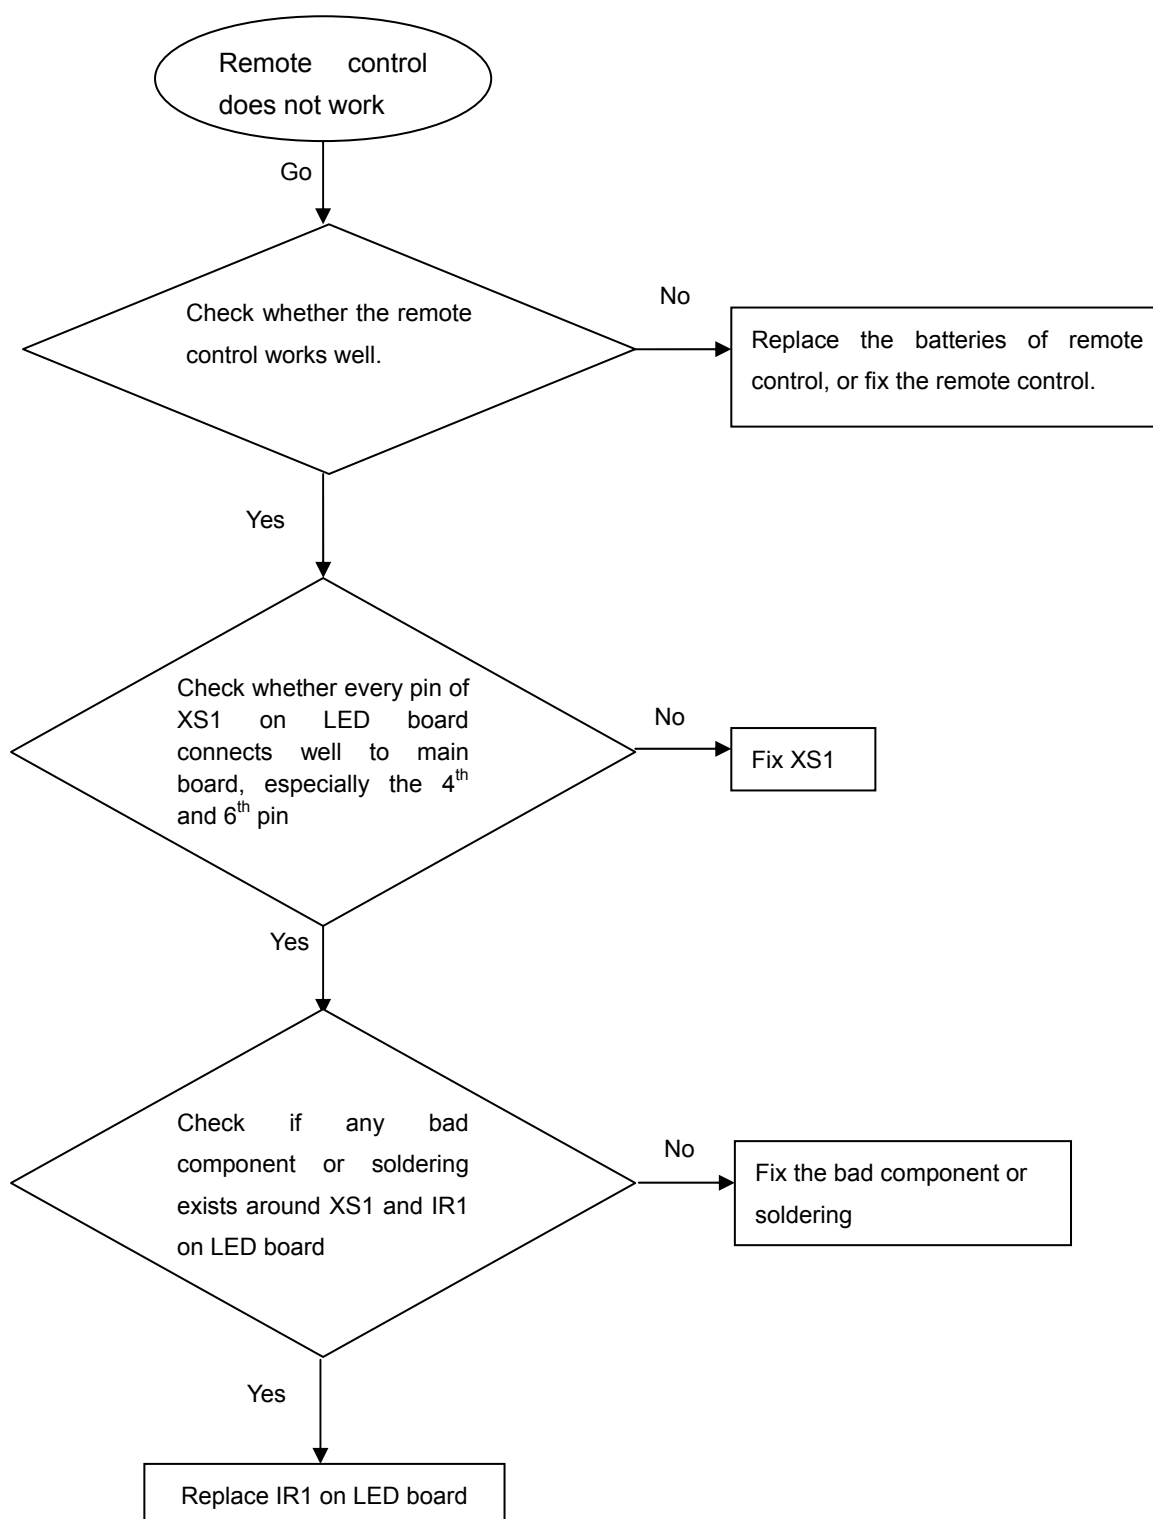 Remote control
does not work
Go
Check whether the remote
control works well.
No
Replace the batteries of remote
control, or fix the remote control.
Yes
Check whether every pin of
XS1 on LED board
connects well to main
board, especially the 4th
and 6th pin
No
Fix XS1
Yes
Check if any bad
component or soldering
exists around XS1 and IR1
on LED board
No
Fix the bad component or
soldering
Yes
Replace IR1 on LED board